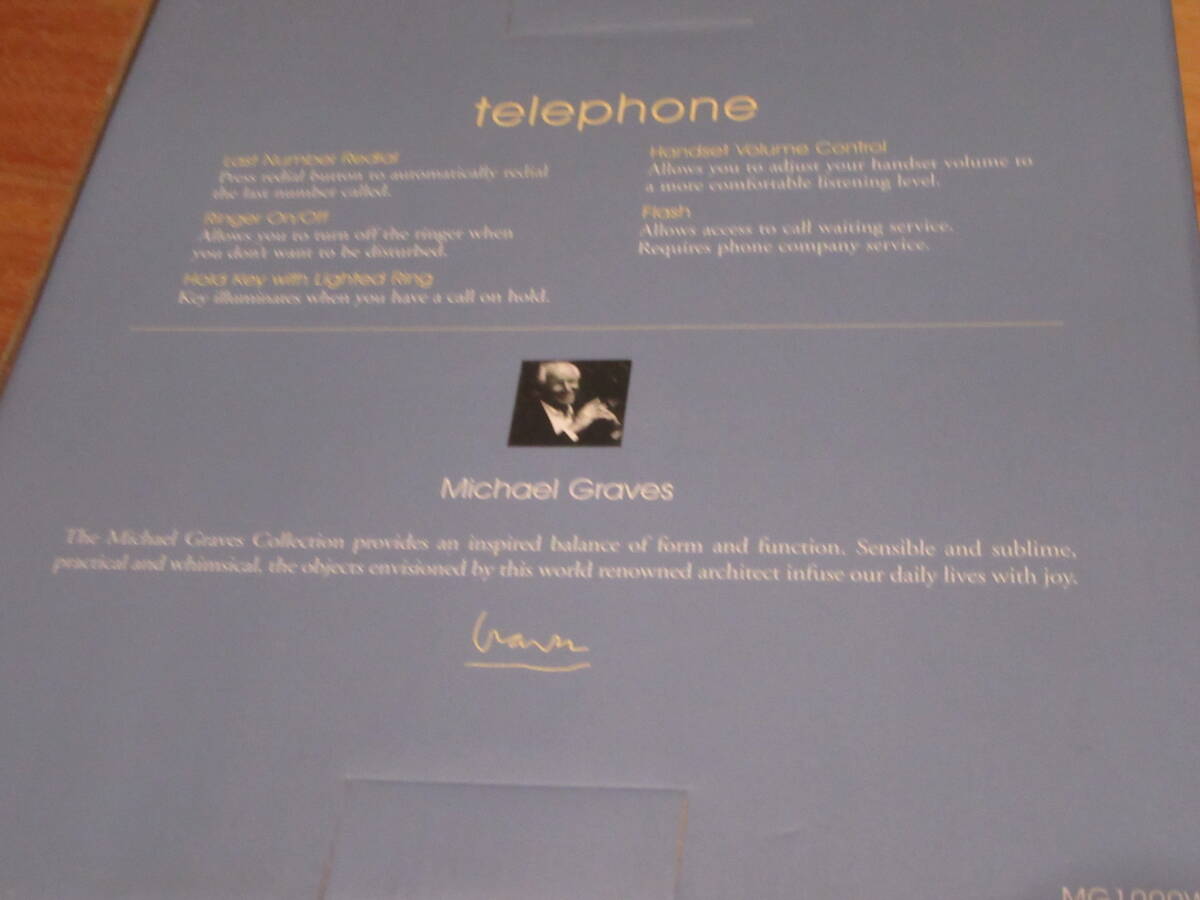 telephone
Last Number Redial
Press redial button to automatically redial
the last number called.
Ringer On/Off
Allows you to turn off the ringer when
you don't want to be disturbed.
Hold Key with Lighted Ring
Key illuminates when you have a call on hold.
Handset Volume Control
Allows you to adjust your handset volume to
a more comfortable listening level.
Flash
Allows access to call waiting service.
Requires phone company service.
Michael Graves
The Michael Graves Collection provides an inspired balance of form and function. Sensible and sublime,
practical and whimsical, the objects envisioned by this world renowned architect infuse our daily lives with joy.
Graves